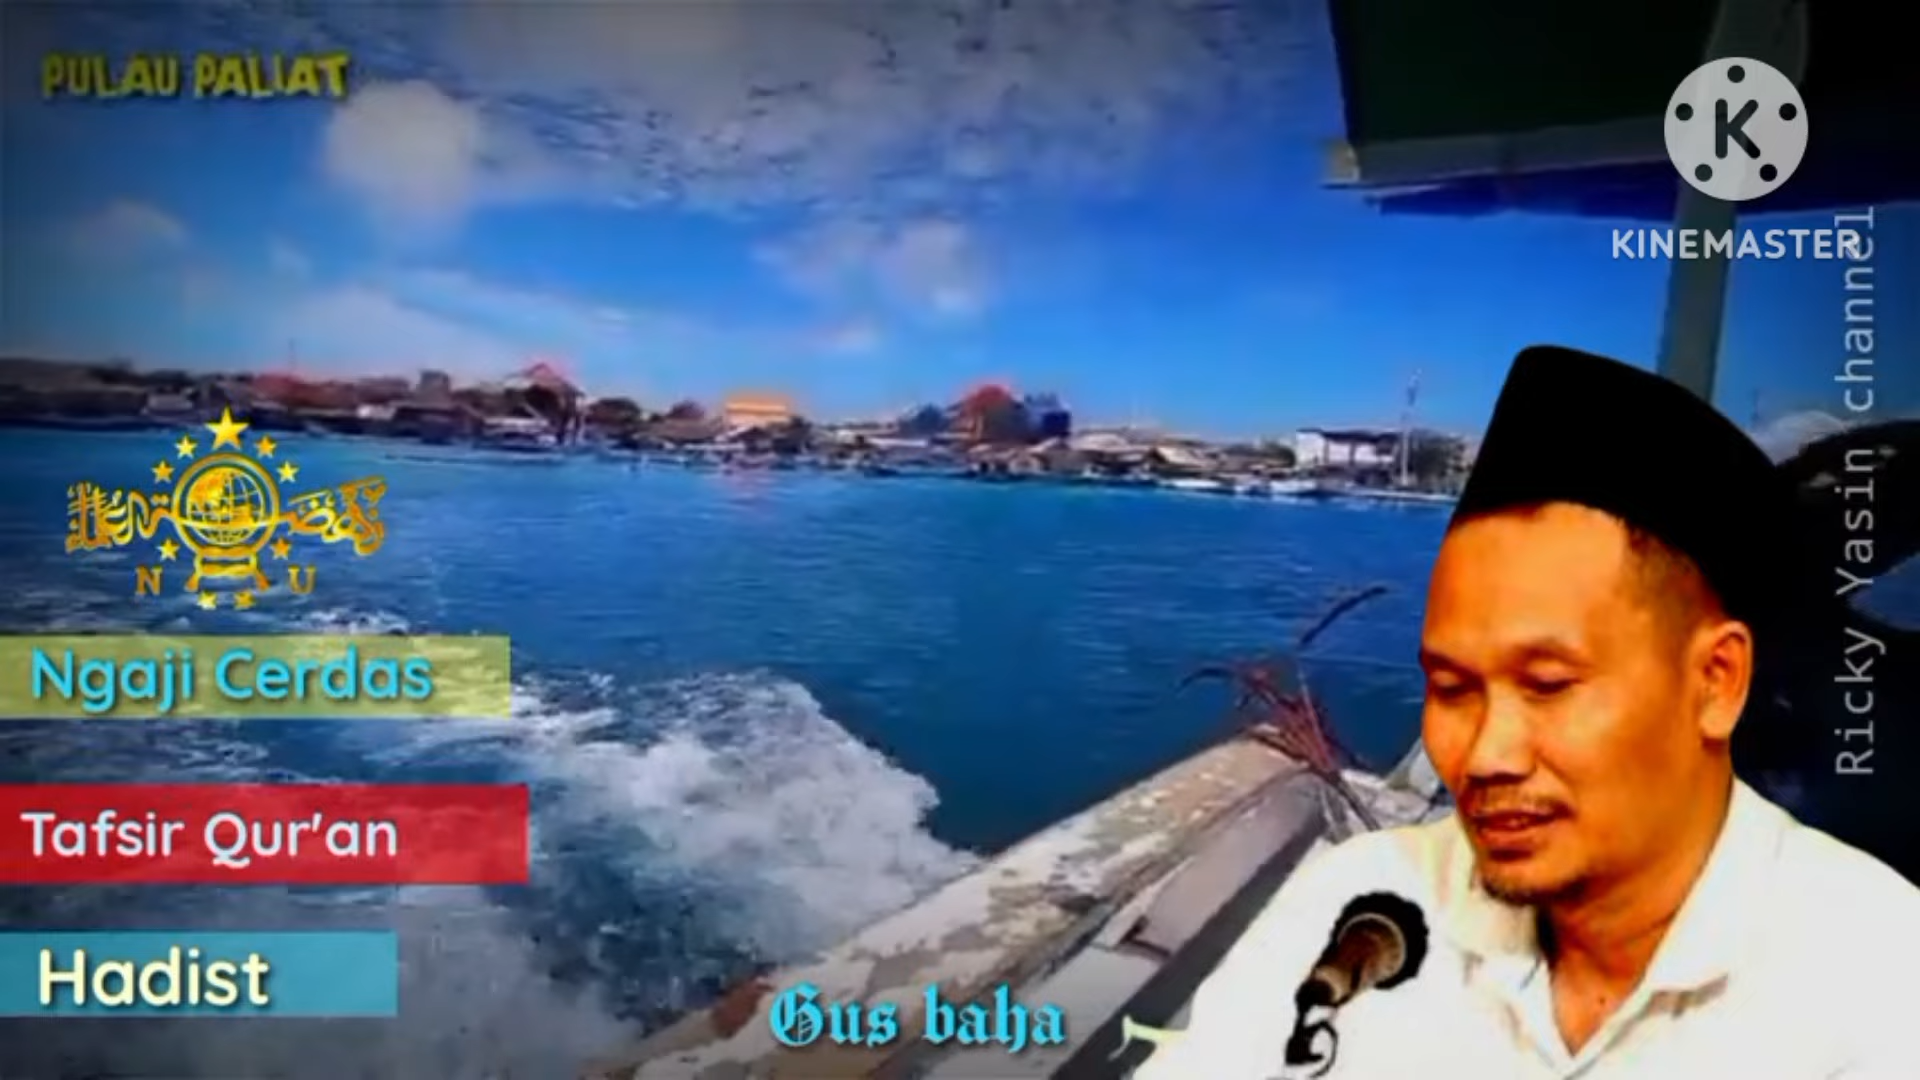 PULAU PALIAT
K
KINEMASTER
Ricky Yasin channel
N U
Ngaji Cerdas
Tafsir Qur'an
Hadist
Gus baha